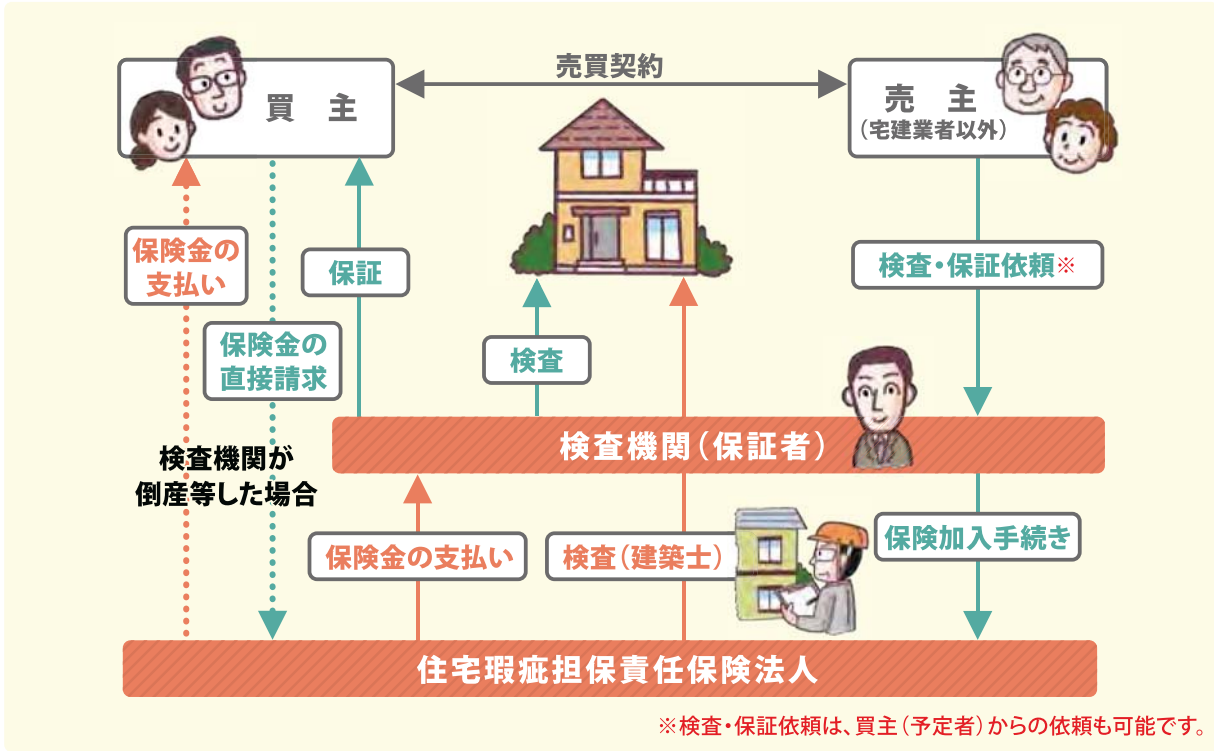 売買契約
買　主
売　主
（宅建業者以外）
保険金の
支払い
保険金の
直接請求
保証
検査
検査・保証依頼※
検査機関が
倒産等した場合
検査機関（保証者）
保険金の支払い
検査（建築士）
保険加入手続き
住宅瑕疵担保責任保険法人
※検査・保証依頼は、買主（予定者）からの依頼も可能です。